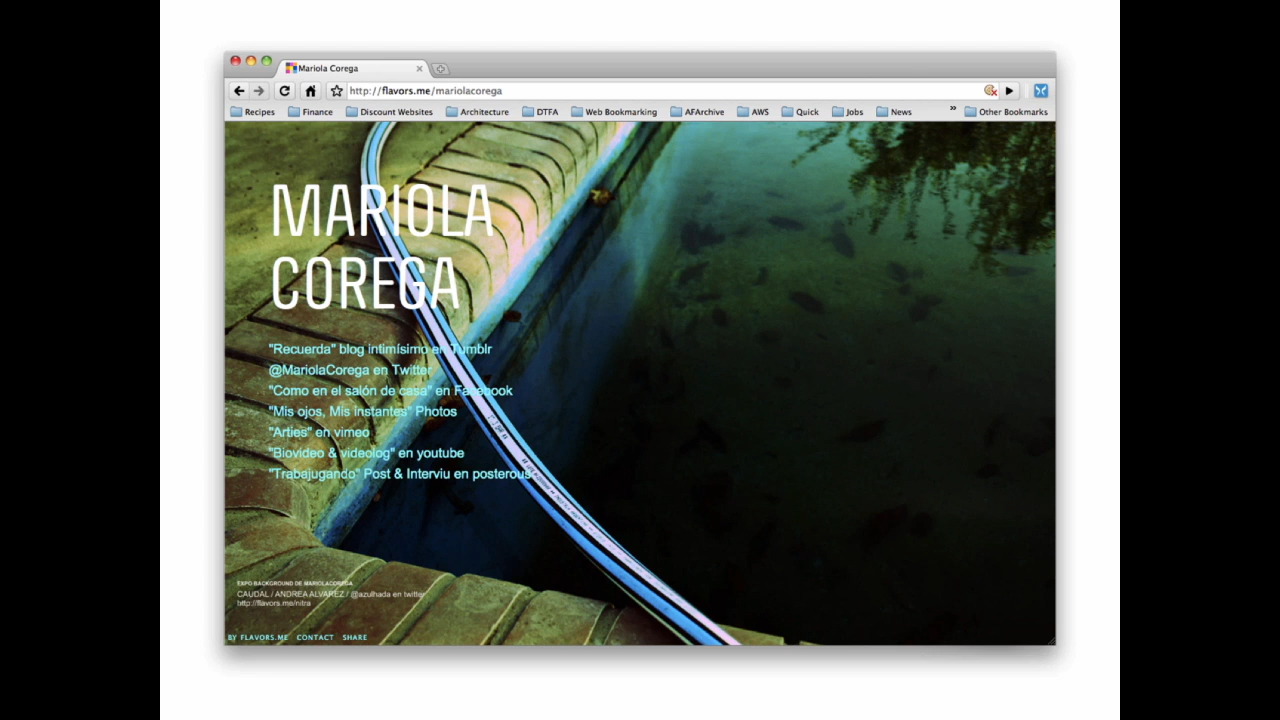 Mariola Corega
http://flavors.me/mariolacorega
Recipes Finance Discount Websites Architecture DTFA Web Bookmarking AFArchive AWS Quick Jobs News » Other Bookmarks
MARIOLA
COREGA
"Recuerda" blog intimísimo en Tumblr
@MariolaCorega en Twitter
"Como en el salón de casa" en Facebook
"Mis ojos, Mis instantes" Photos
"Arties" en vimeo
"Biovideo & videolog" en youtube
"Trabajugando" Post & Interviu en posterous
EXPO BACKGROUND DE MARIOLACOREGA
CAUDAL / ANDREA ALVAREZ / @azulhada en twitter
http://flavors.me/nitra
BY FLAVORS.ME CONTACT SHARE